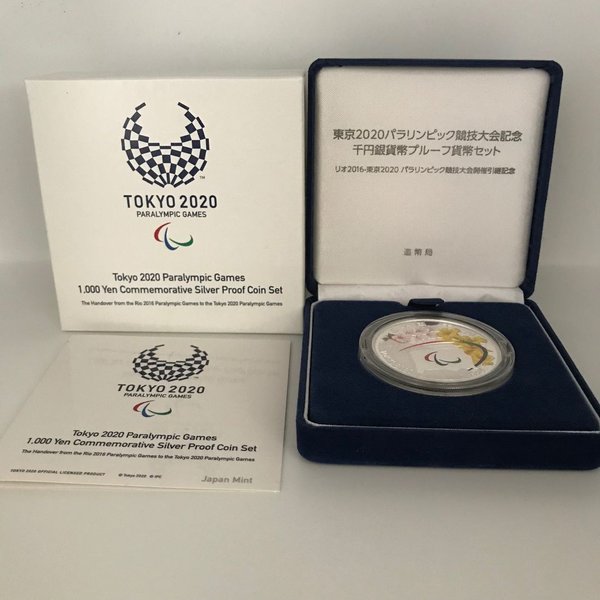 TOKYO 2020
PARALYMPIC GAMES
Tokyo 2020 Paralympic Games
1,000 Yen Commemorative Silver Proof Coin Set
The Handover from the Rio 2016 Paralympic Games to the Tokyo 2020 Paralympic Games
東京2020パラリンピック競技大会記念
千円銀貨幣プルーフ貨幣セット
リオ2016-東京2020 パラリンピック競技大会開催引継記念
造幣局
TOKYO 2020
PARALYMPIC GAMES
Tokyo 2020 Paralympic Games
1,000 Yen Commemorative Silver Proof Coin Set
The Handover from the Rio 2016 Paralympic Games to the Tokyo 2020 Paralympic Games
TOKYO 2020 OFFICIAL LICENSED PRODUCT © Tokyo 2020 © IPC
Japan Mint